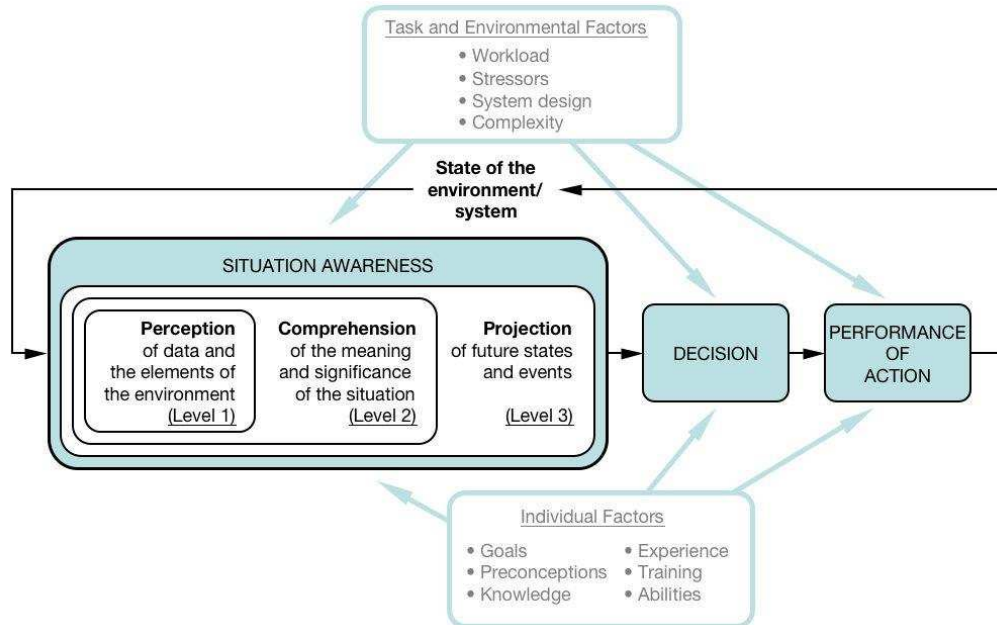 Task and Environmental Factors
• Workload
• Stressors
• System design
• Complexity
State of the
environment/
system
SITUATION AWARENESS
Perception
of data and
the elements of
the environment
(Level 1)
Comprehension
of the meaning
and significance
of the situation
(Level 2)
Projection
of future states
and events
(Level 3)
DECISION
PERFORMANCE
OF
ACTION
Individual Factors
• Goals
• Preconceptions
• Knowledge
• Experience
• Training
• Abilities